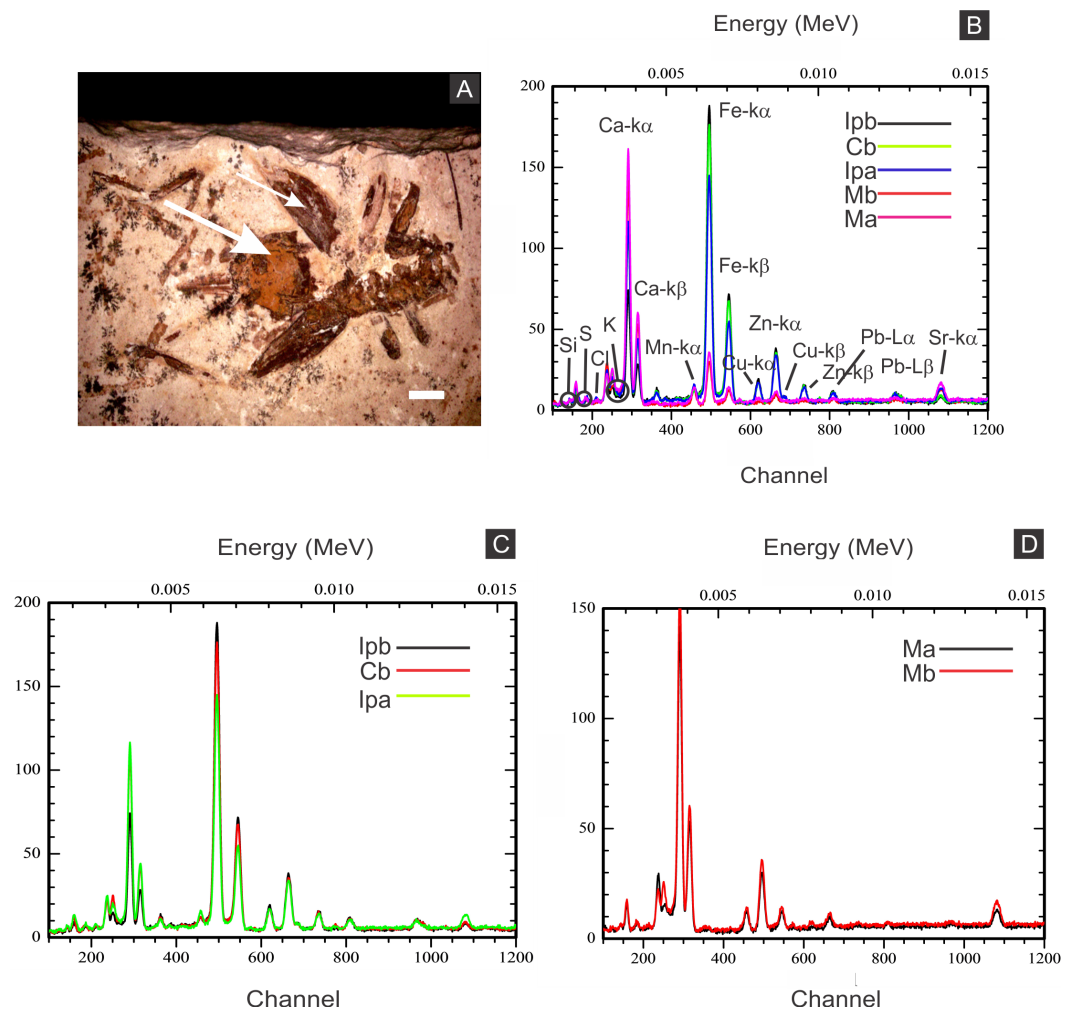 A
Energy (MeV)
B
0.005 0.010 0.015
200
150
100
50
0
Ca-kα
Fe-kα
Ipb
Cb
Ipa
Mb
Ma
Fe-kβ
Ca-kβ
Si
S
Cl
K
Mn-kα
Cu-kα
Zn-kα
Cu-kβ
Zn-kβ
Pb-Lα
Pb-Lβ
Sr-kα
200 400 600 800 1000 1200
Channel
Energy (MeV)
C
0.005 0.010 0.015
200
150
100
50
0
Ipb
Cb
Ipa
200 400 600 800 1000 1200
Channel
Energy (MeV)
D
0.005 0.010 0.015
150
100
50
0
Ma
Mb
200 400 600 800 1000 1200
Channel